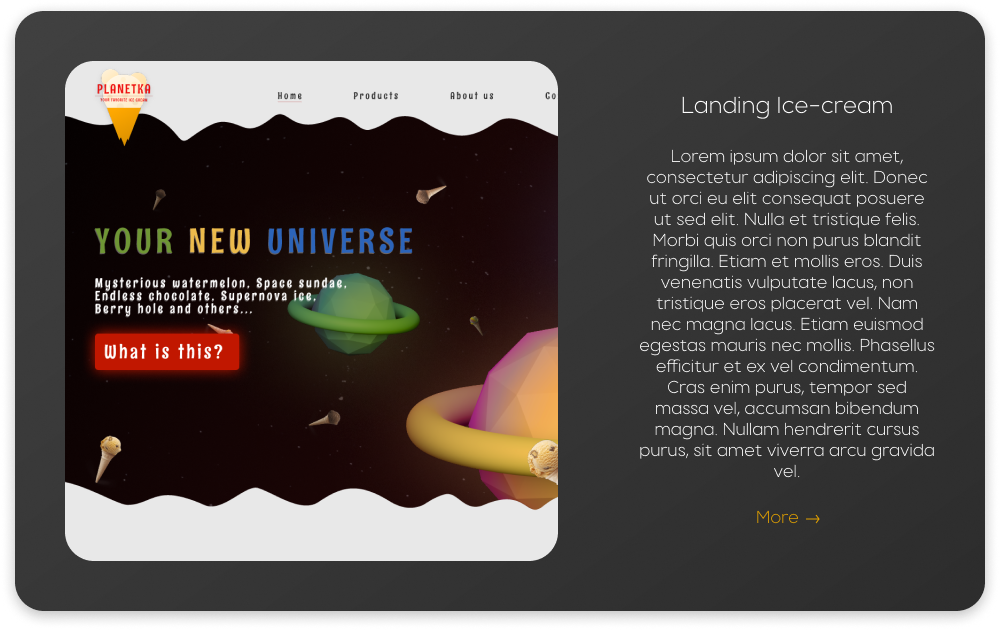 PLANETKA
YOUR FAVORITE ICE-CREAM
Home
Products
About us
Co
YOUR NEW UNIVERSE
Mysterious watermelon, Space sundae,
Endless chocolate, Supernova ice,
Berry hole and others...
What is this?
Landing Ice-cream
Lorem ipsum dolor sit amet,
consectetur adipiscing elit. Donec
ut orci eu elit consequat posuere
ut sed elit. Nulla et tristique felis.
Morbi quis orci non purus blandit
fringilla. Etiam et mollis eros. Duis
venenatis vulputate lacus, non
tristique eros placerat vel. Nam
nec magna lacus. Etiam euismod
egestas mauris nec mollis. Phasellus
efficitur et ex vel condimentum.
Cras enim purus, tempor sed
massa vel, accumsan bibendum
magna. Nullam hendrerit cursus
purus, sit amet viverra arcu gravida
vel.
More →